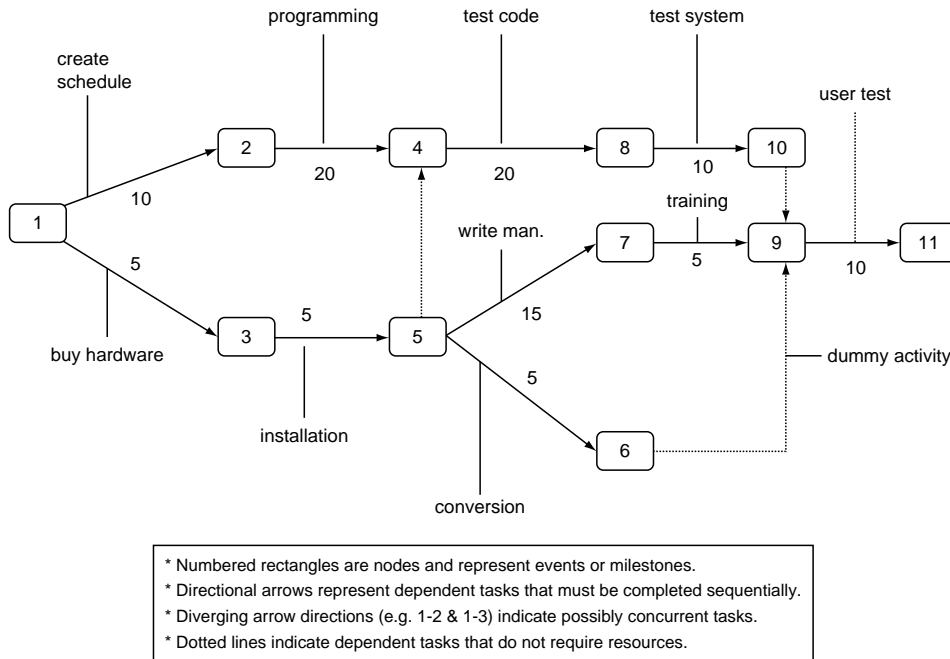 programming
test code
test system
create
schedule
user test
2
4
8
10
20
20
10
10
training
1
write man.
7
9
11
5
5
10
5
15
3
5
buy hardware
5
dummy activity
installation
6
conversion
* Numbered rectangles are nodes and represent events or milestones.
* Directional arrows represent dependent tasks that must be completed sequentially.
* Diverging arrow directions (e.g. 1-2 & 1-3) indicate possibly concurrent tasks.
* Dotted lines indicate dependent tasks that do not require resources.